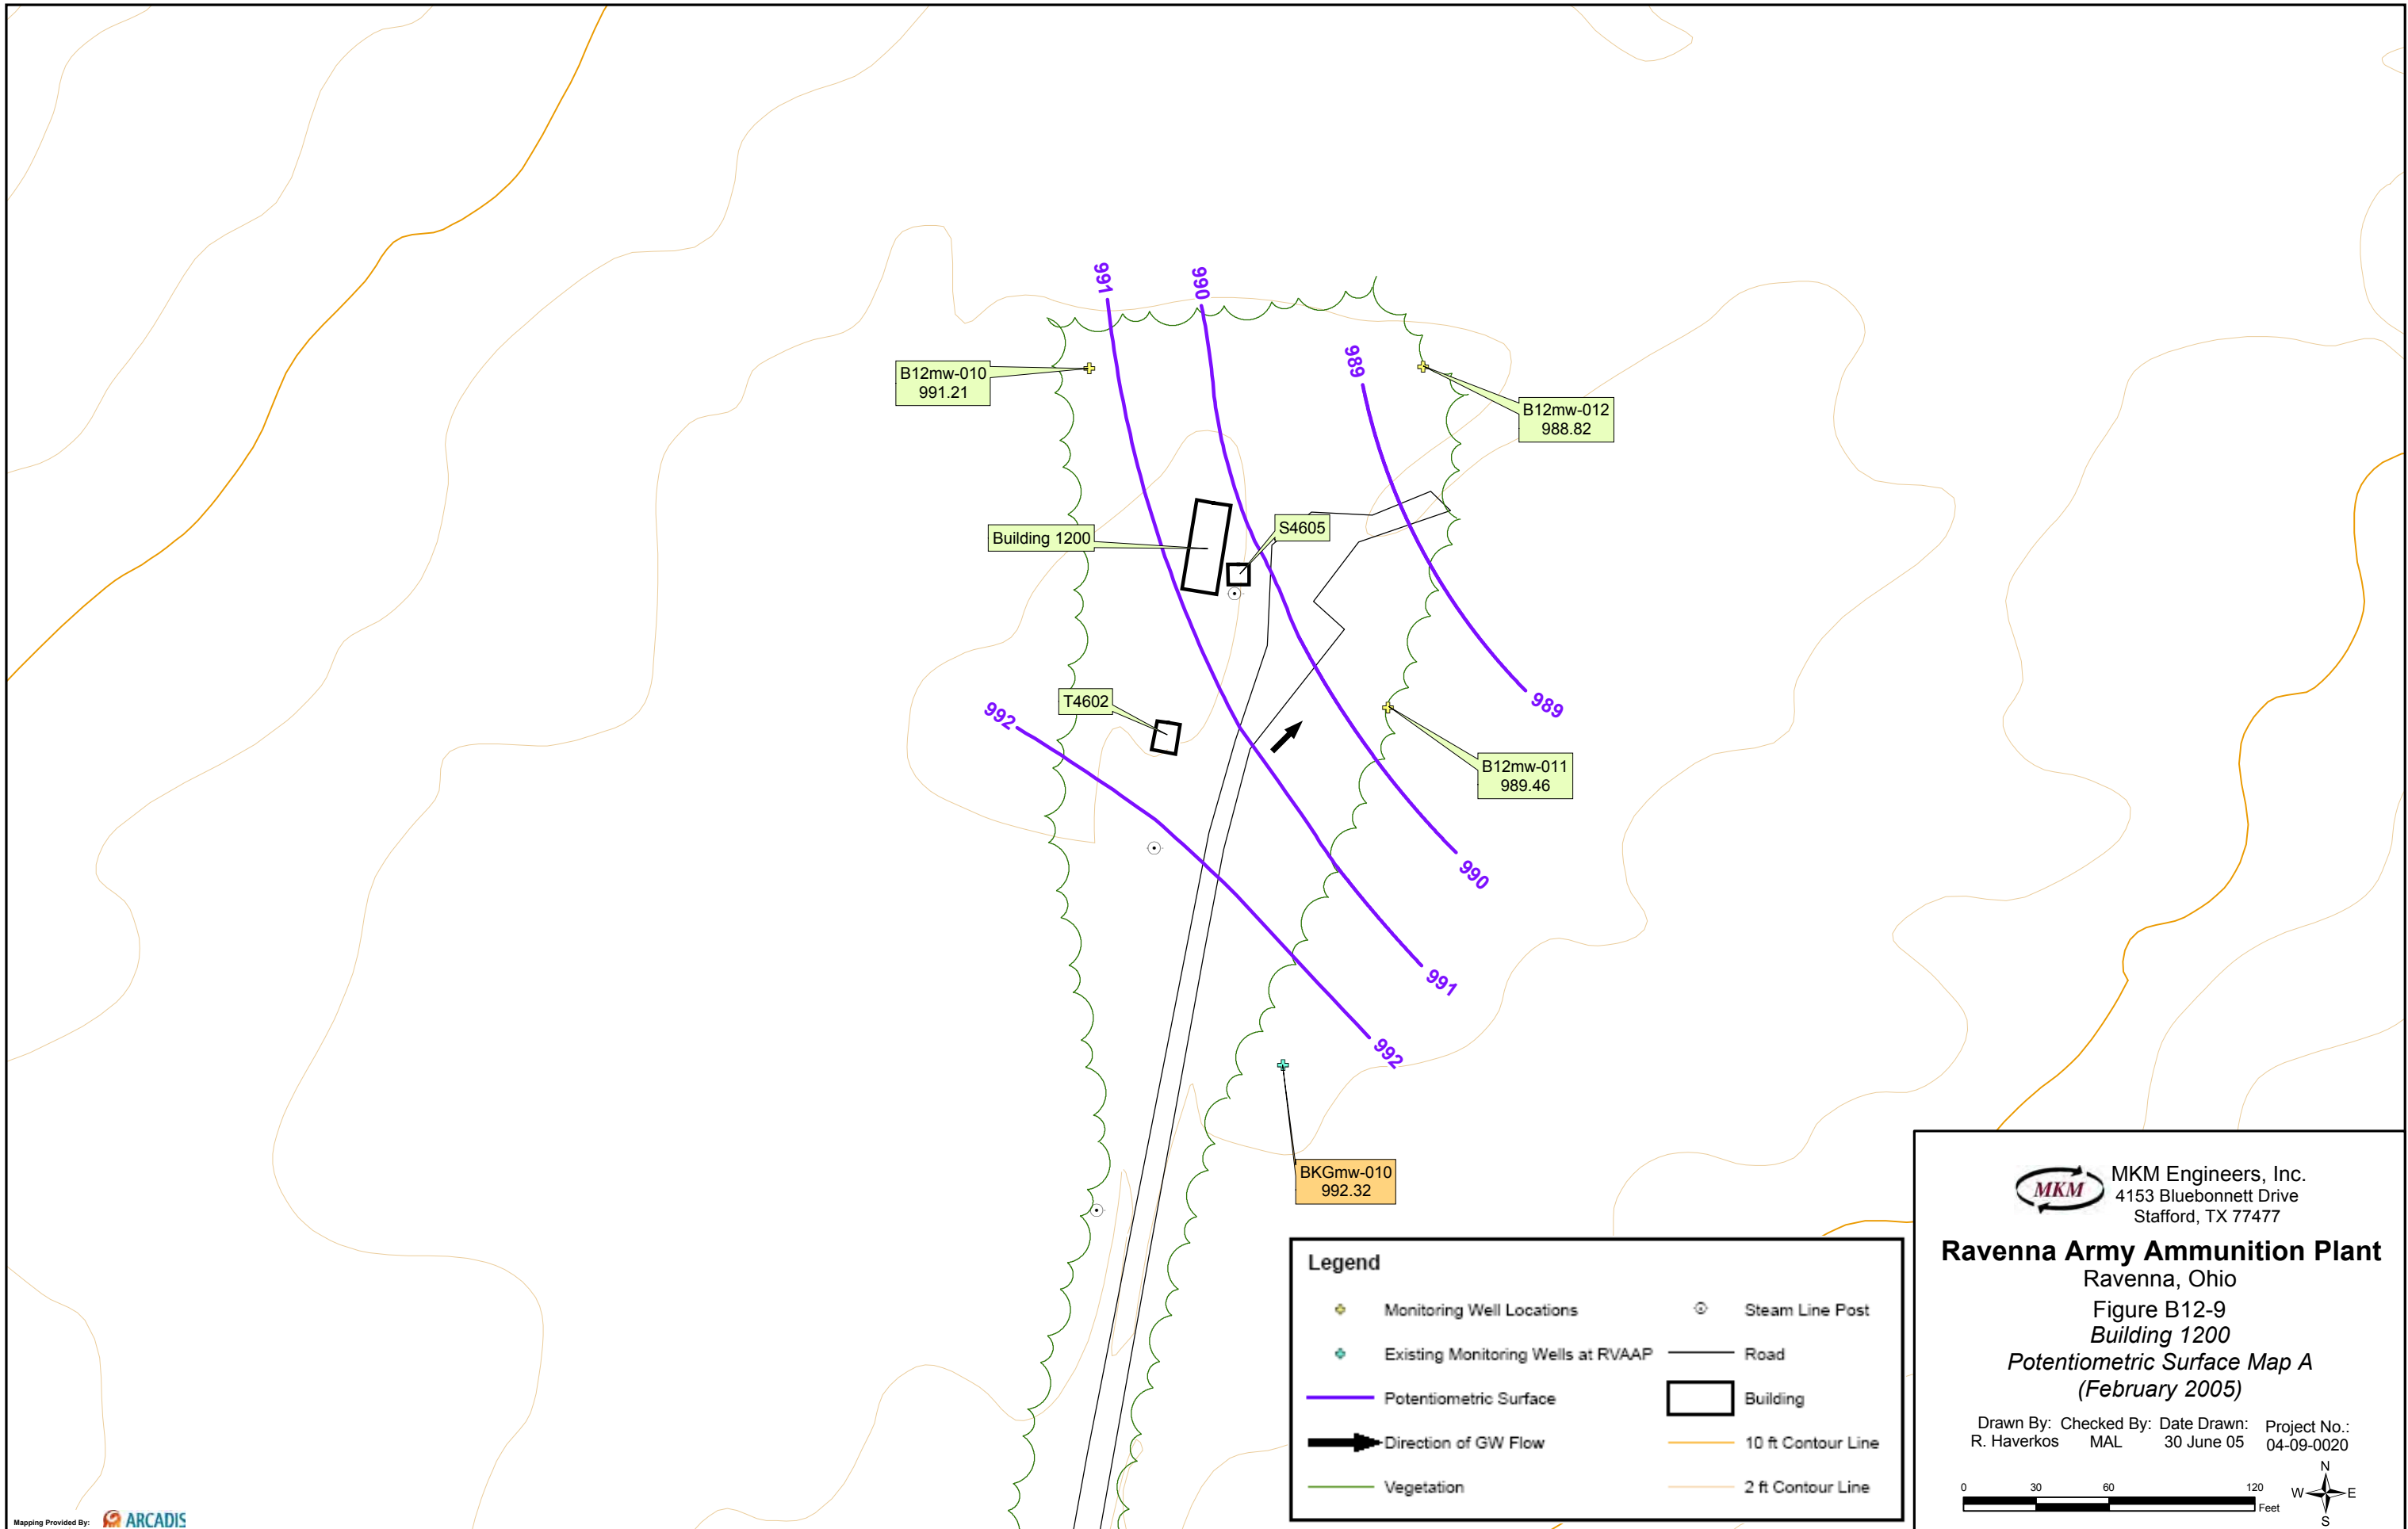 991
990
989
B12mw-010
991.21
B12mw-012
988.82
Building 1200
S4605
T4602
992
989
B12mw-011
989.46
990
991
992
BKGmw-010
992.32
Legend
Monitoring Well Locations
Existing Monitoring Wells at RVAAP
Potentiometric Surface
Direction of GW Flow
Vegetation
Steam Line Post
Road
Building
10 ft Contour Line
2 ft Contour Line
MKM
MKM Engineers, Inc.
4153 Bluebonnett Drive
Stafford, TX 77477
Ravenna Army Ammunition Plant
Ravenna, Ohio
Figure B12-9
Building 1200
Potentiometric Surface Map A
(February 2005)
Drawn By: Checked By: Date Drawn: Project No.:
R. Haverkos MAL 30 June 05 04-09-0020
0 30 60 120
Feet
N
W E
S
Mapping Provided By: ARCADIS